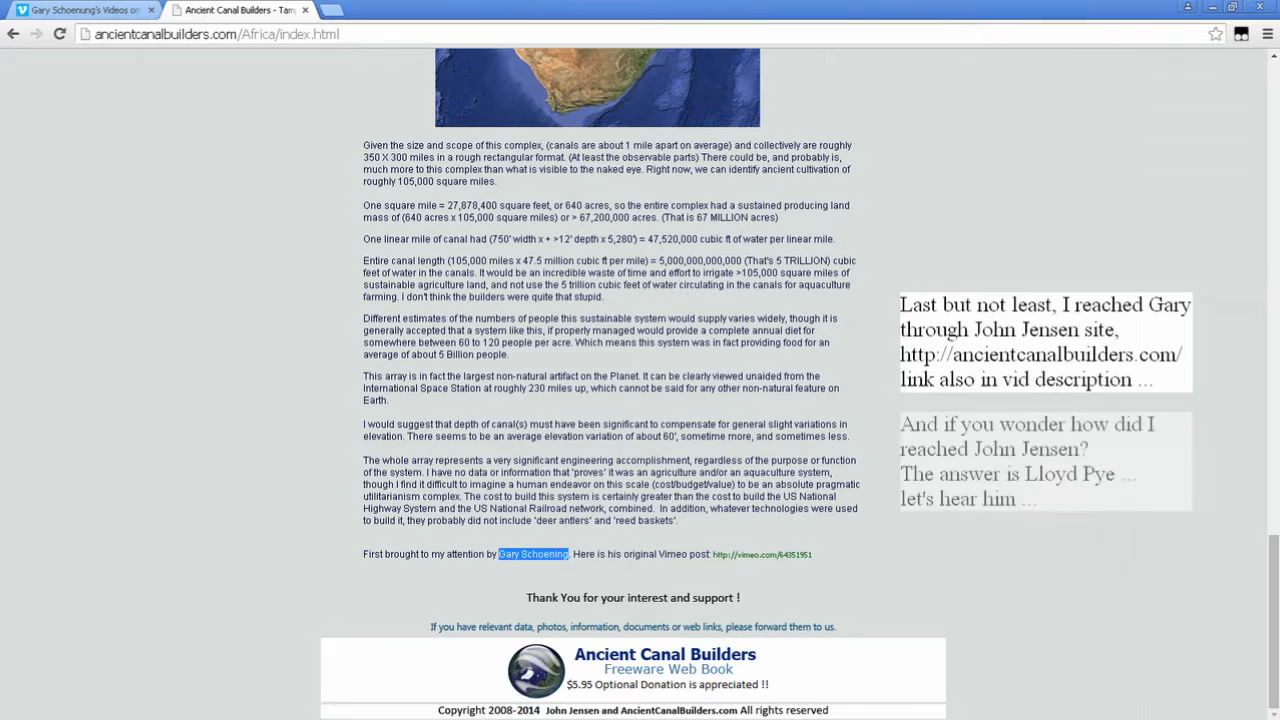 Gary Schoenung's Videos on
Ancient Canal Builders - Tam
ancientcanalbuilders.com/Africa/index.html
Given the size and scope of this complex, (canals are about 1 mile apart on average) and collectively are roughly
350 X 300 miles in a rough rectangular format. (At least the observable parts) There could be, and probably is,
much more to this complex than what is visible to the naked eye. Right now, we can identify ancient cultivation of
roughly 105,000 square miles.
One square mile = 27,878,400 square feet, or 640 acres, so the entire complex had a sustained producing land
mass of (640 acres x 105,000 square miles) or > 67,200,000 acres. (That is 67 MILLION acres)
One linear mile of canal had (750' width x + >12' depth x 5,280') = 47,520,000 cubic ft of water per linear mile.
Entire canal length (105,000 miles x 47.5 million cubic ft per mile) = 5,000,000,000,000 (That's 5 TRILLION) cubic
feet of water in the canals. It would be an incredible waste of time and effort to irrigate >105,000 square miles of
sustainable agriculture land, and not use the 5 trillion cubic feet of water circulating in the canals for aquaculture
farming. I don't think the builders were quite that stupid.
Different estimates of the numbers of people this sustainable system would supply varies widely, though it is
generally accepted that a system like this, if properly managed would provide a complete annual diet for
somewhere between 60 to 120 people per acre. Which means this system was in fact providing food for an
average of about 5 Billion people.
This array is in fact the largest non-natural artifact on the Planet. It can be clearly viewed unaided from the
International Space Station at roughly 230 miles up, which cannot be said for any other non-natural feature on
Earth.
I would suggest that depth of canal(s) must have been significant to compensate for general slight variations in
elevation. There seems to be an average elevation variation of about 60', sometime more, and sometimes less.
The whole array represents a very significant engineering accomplishment, regardless of the purpose or function
of the system. I have no data or information that 'proves' it was an agriculture and/or an aquaculture system,
though I find it difficult to imagine a human endeavor on this scale (cost/budget/value) to be an absolute pragmatic
utilitarianism complex. The cost to build this system is certainly greater than the cost to build the US National
Highway System and the US National Railroad network, combined. In addition, whatever technologies were used
to build it, they probably did not include 'deer antlers' and 'reed baskets'.
First brought to my attention by Gary Schoening. Here is his original Vimeo post: http://vimeo.com/64351951
Thank You for your interest and support !
If you have relevant data, photos, information, documents or web links, please forward them to us.
Ancient Canal Builders
Freeware Web Book
$5.95 Optional Donation is appreciated !!
Copyright 2008-2014 John Jensen and AncientCanalBuilders.com All rights reserved
Last but not least, I reached Gary
through John Jensen site,
http://ancientcanalbuilders.com/
link also in vid description ...
And if you wonder how did I
reached John Jensen?
The answer is Lloyd Pye ...
let's hear him ...